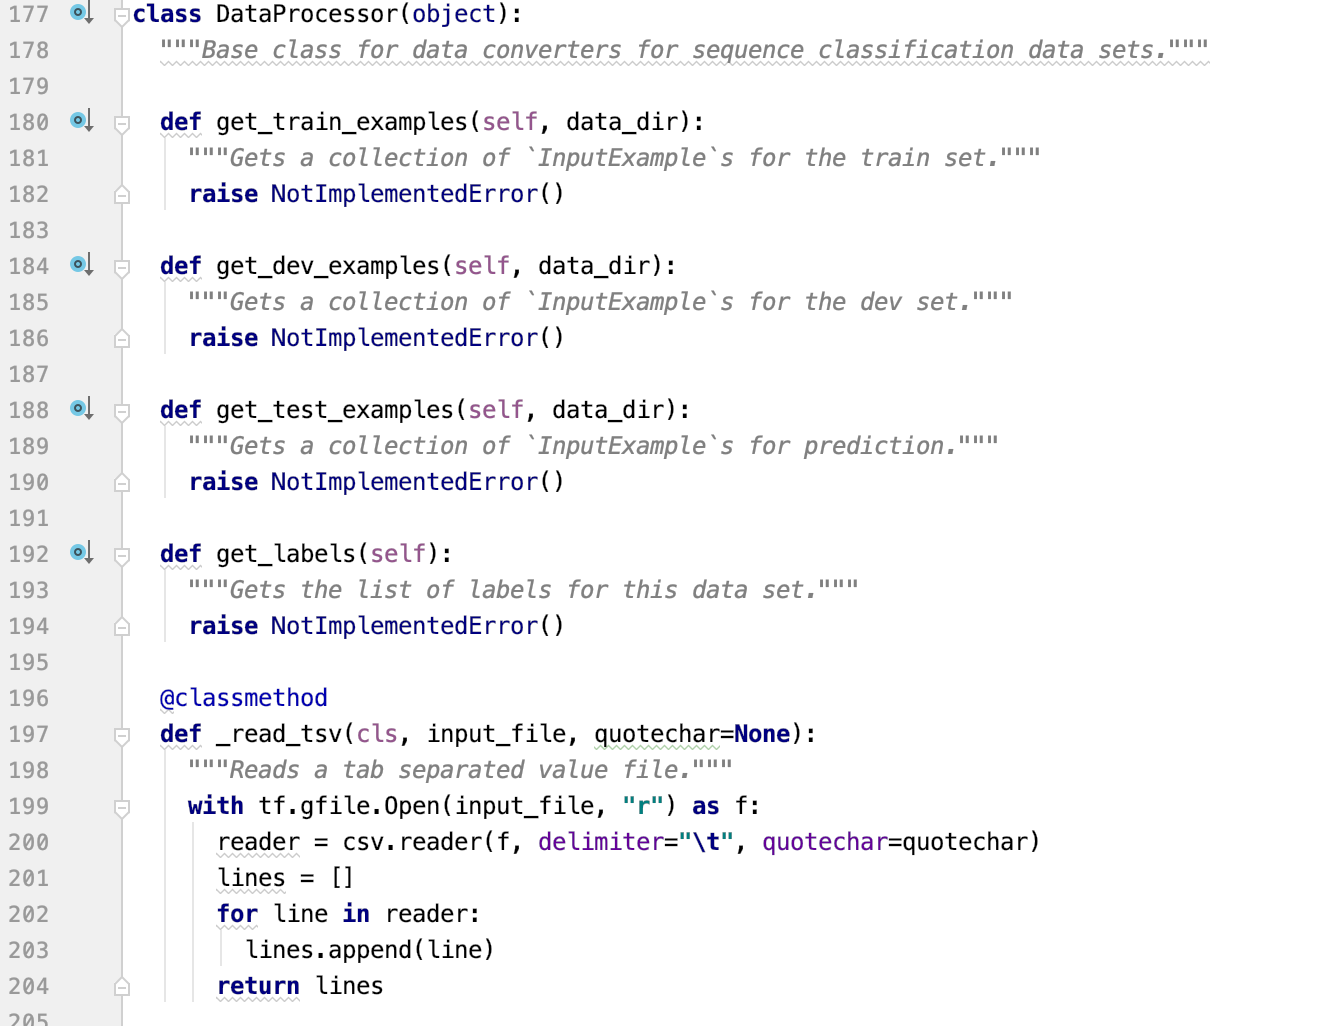 177 class DataProcessor(object):
178   """Base class for data converters for sequence classification data sets."""
179
180   def get_train_examples(self, data_dir):
181     """Gets a collection of `InputExample`s for the train set."""
182     raise NotImplementedError()
183
184   def get_dev_examples(self, data_dir):
185     """Gets a collection of `InputExample`s for the dev set."""
186     raise NotImplementedError()
187
188   def get_test_examples(self, data_dir):
189     """Gets a collection of `InputExample`s for prediction."""
190     raise NotImplementedError()
191
192   def get_labels(self):
193     """Gets the list of labels for this data set."""
194     raise NotImplementedError()
195
196   @classmethod
197   def _read_tsv(cls, input_file, quotechar=None):
198     """Reads a tab separated value file."""
199     with tf.gfile.Open(input_file, "r") as f:
200       reader = csv.reader(f, delimiter="\t", quotechar=quotechar)
201       lines = []
202       for line in reader:
203         lines.append(line)
204       return lines
205